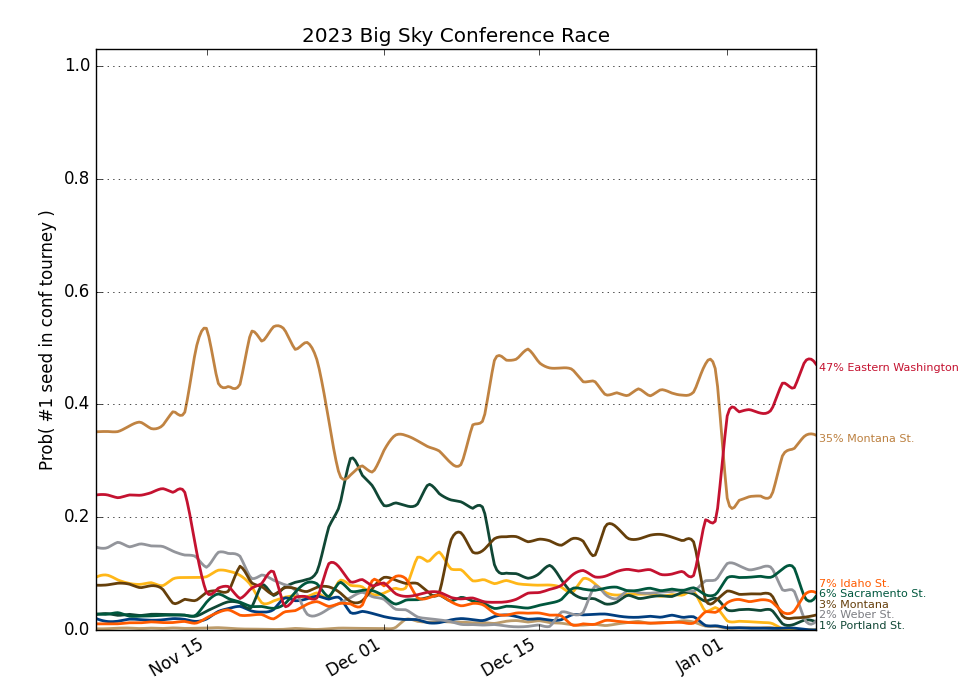 2023 Big Sky Conference Race
Prob( #1 seed in conf tourney )
1.0
0.8
0.6
0.4
0.2
0.0
Nov 15
Dec 01
Dec 15
Jan 01
47% Eastern Washington
35% Montana St.
7% Idaho St.
6% Sacramento St.
3% Montana
2% Weber St.
1% Portland St.